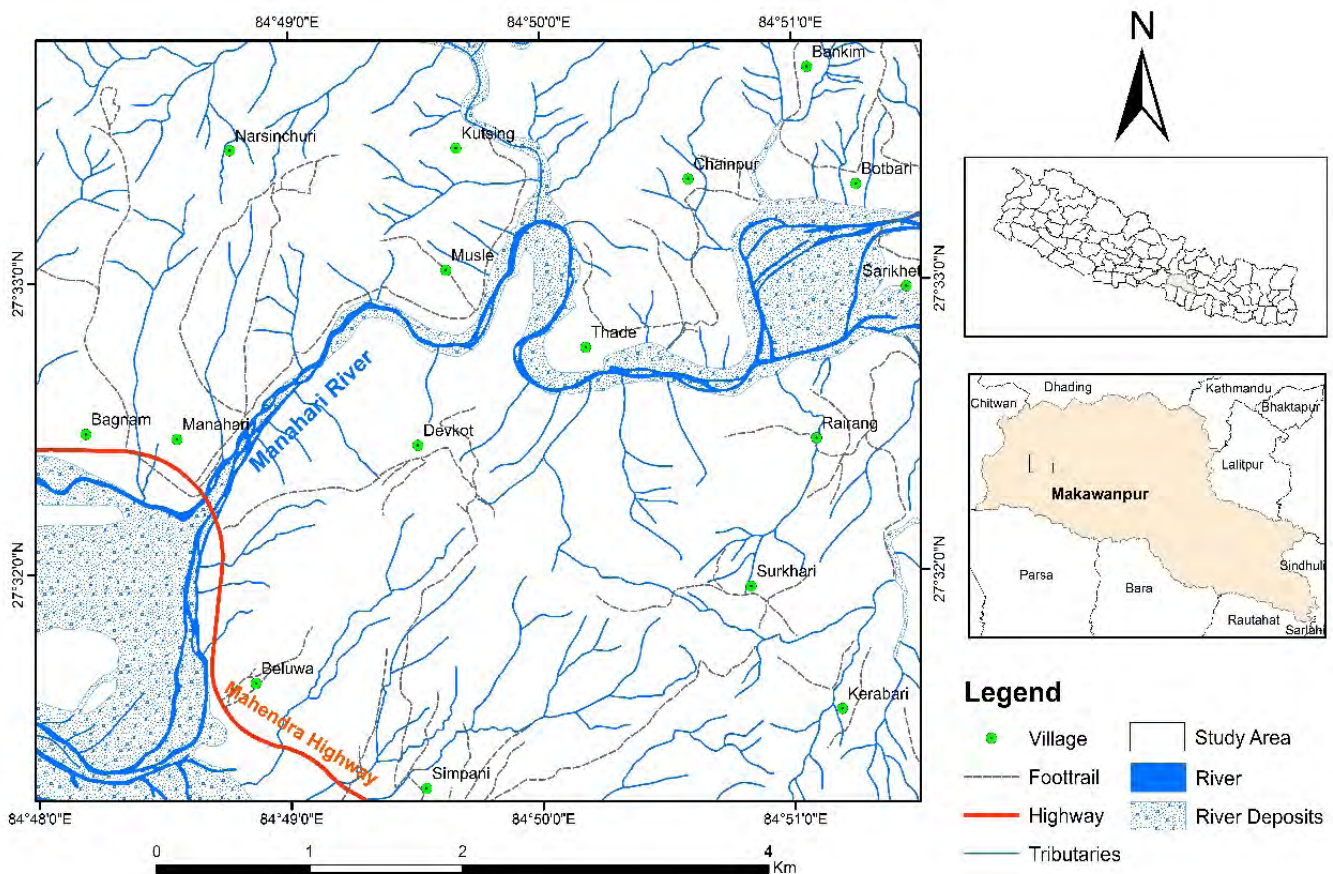 84°49'0"E
84°50'0"E
84°51'0"E
N
Bankim
Narsinchuri
Kutsing
Chainpur
Botbari
27°33'0"N
Musle
Sarikhet
27°33'0"N
Thade
Manahari River
Bagnam
Manahari
Devkot
Rairang
27°32'0"N
Surkhari
27°32'0"N
Beluwa
Mahendra Highway
Kerabari
Simpani
84°48'0"E
84°49'0"E
84°50'0"E
84°51'0"E
0
1
2
4
Km
Dhading
Kathmandu
Chitwan
Bhaktapur
Lalitpur
Makawanpur
Sindhuli
Parsa
Bara
Rautahat
Sarlahi
Legend
Village
Study Area
Foottrail
River
Highway
River Deposits
Tributaries